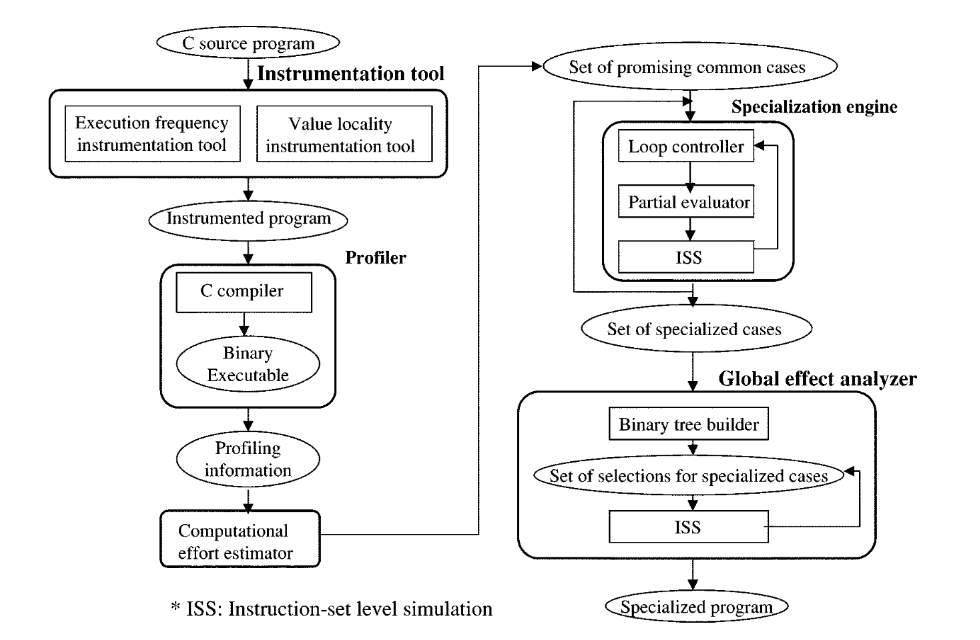 C source program
Instrumentation tool
Execution frequency
instrumentation tool
Value locality
instrumentation tool
Instrumented program
Profiler
C compiler
Binary
Executable
Profiling
information
Computational
effort estimator
Set of promising common cases
Specialization engine
Loop controller
Partial evaluator
ISS
Set of specialized cases
Global effect analyzer
Binary tree builder
Set of selections for specialized cases
ISS
Specialized program
* ISS: Instruction-set level simulation